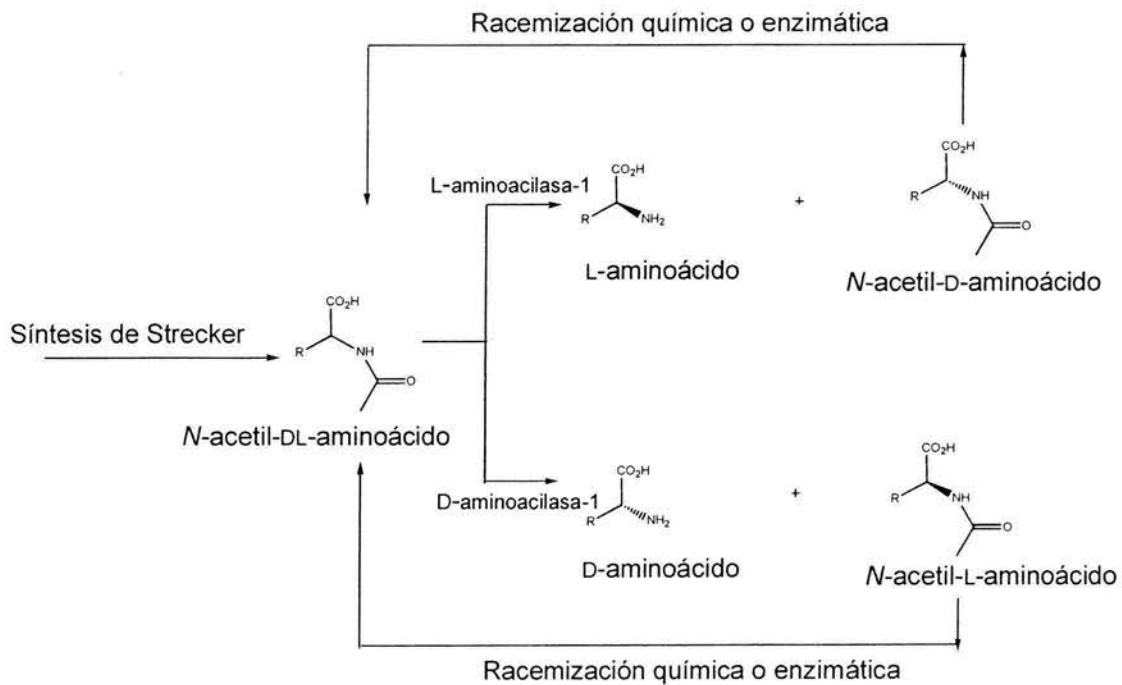 Racemización química o enzimática
CO₂H
R
NH
O
N-acetil-D-aminoácido
L-aminoacilasa-1
CO₂H
R
NH₂
+
L-aminoácido
Síntesis de Strecker
CO₂H
R
NH
O
N-acetil-DL-aminoácido
D-aminoacilasa-1
CO₂H
R
NH₂
+
D-aminoácido
CO₂H
R
NH
O
N-acetil-L-aminoácido
Racemización química o enzimática